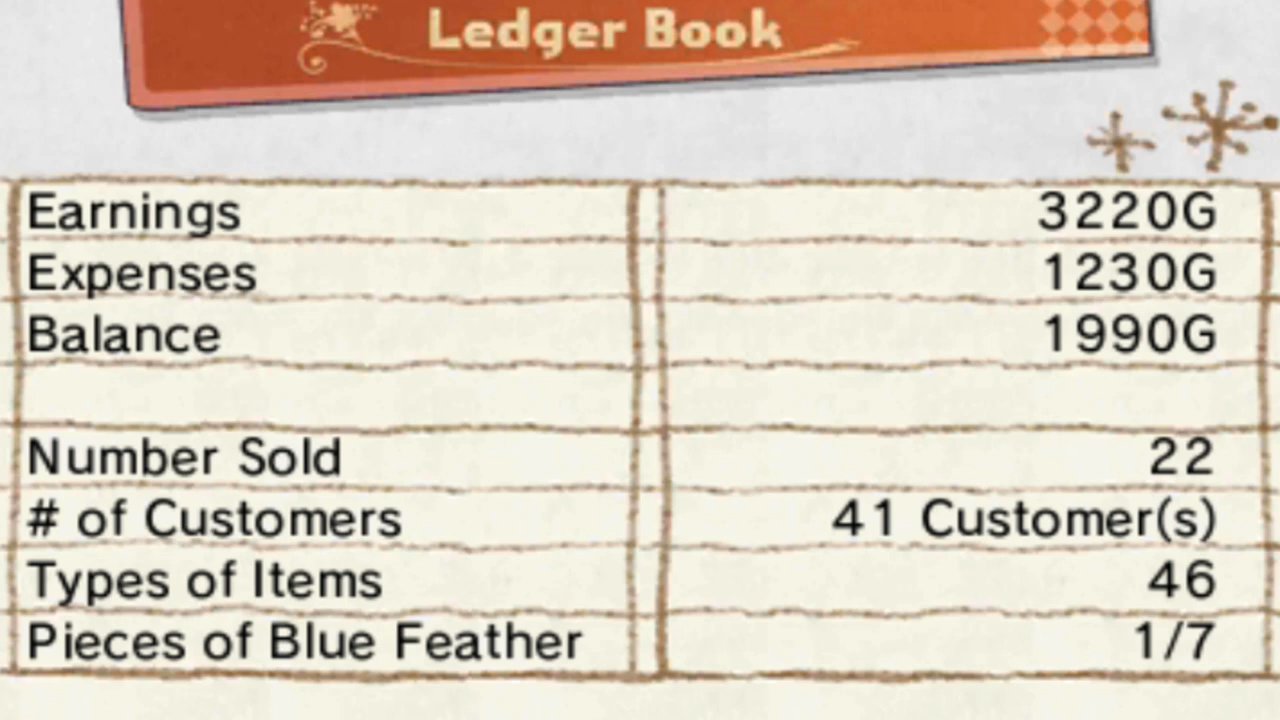 Ledger Book
Earnings 3220G
Expenses 1230G
Balance 1990G
Number Sold 22
# of Customers 41 Customer(s)
Types of Items 46
Pieces of Blue Feather 1/7